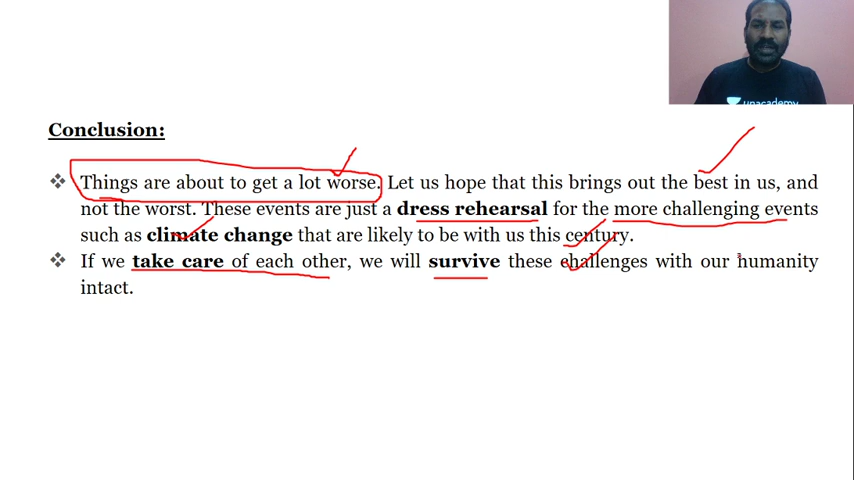 unacademy
Conclusion:
❖ Things are about to get a lot worse. Let us hope that this brings out the best in us, and
not the worst. These events are just a dress rehearsal for the more challenging events
such as climate change that are likely to be with us this century.
❖ If we take care of each other, we will survive these challenges with our humanity
intact.